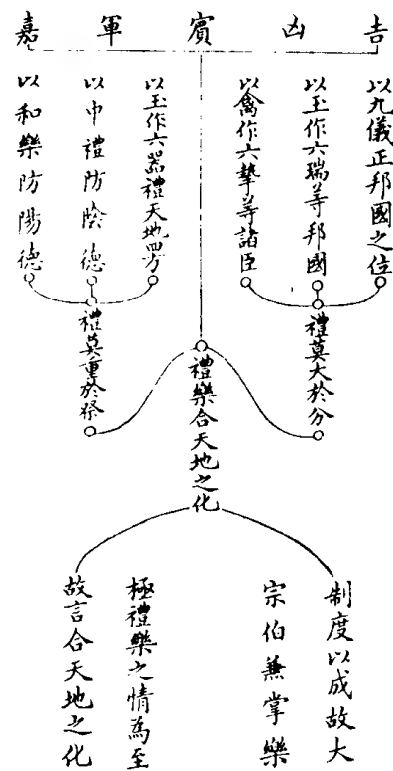 吉凶賓軍嘉
以九儀正邦國之位
以玉作六瑞等邦國
以禽作六摯等諸臣
以玉作六器禮天地四方
以中禮防陰德
以和樂防陽德
禮莫大於分
禮莫重於祭
禮樂合天地之化
制度以成故大
宗伯兼掌樂
極禮樂之情為至
故言合天地之化